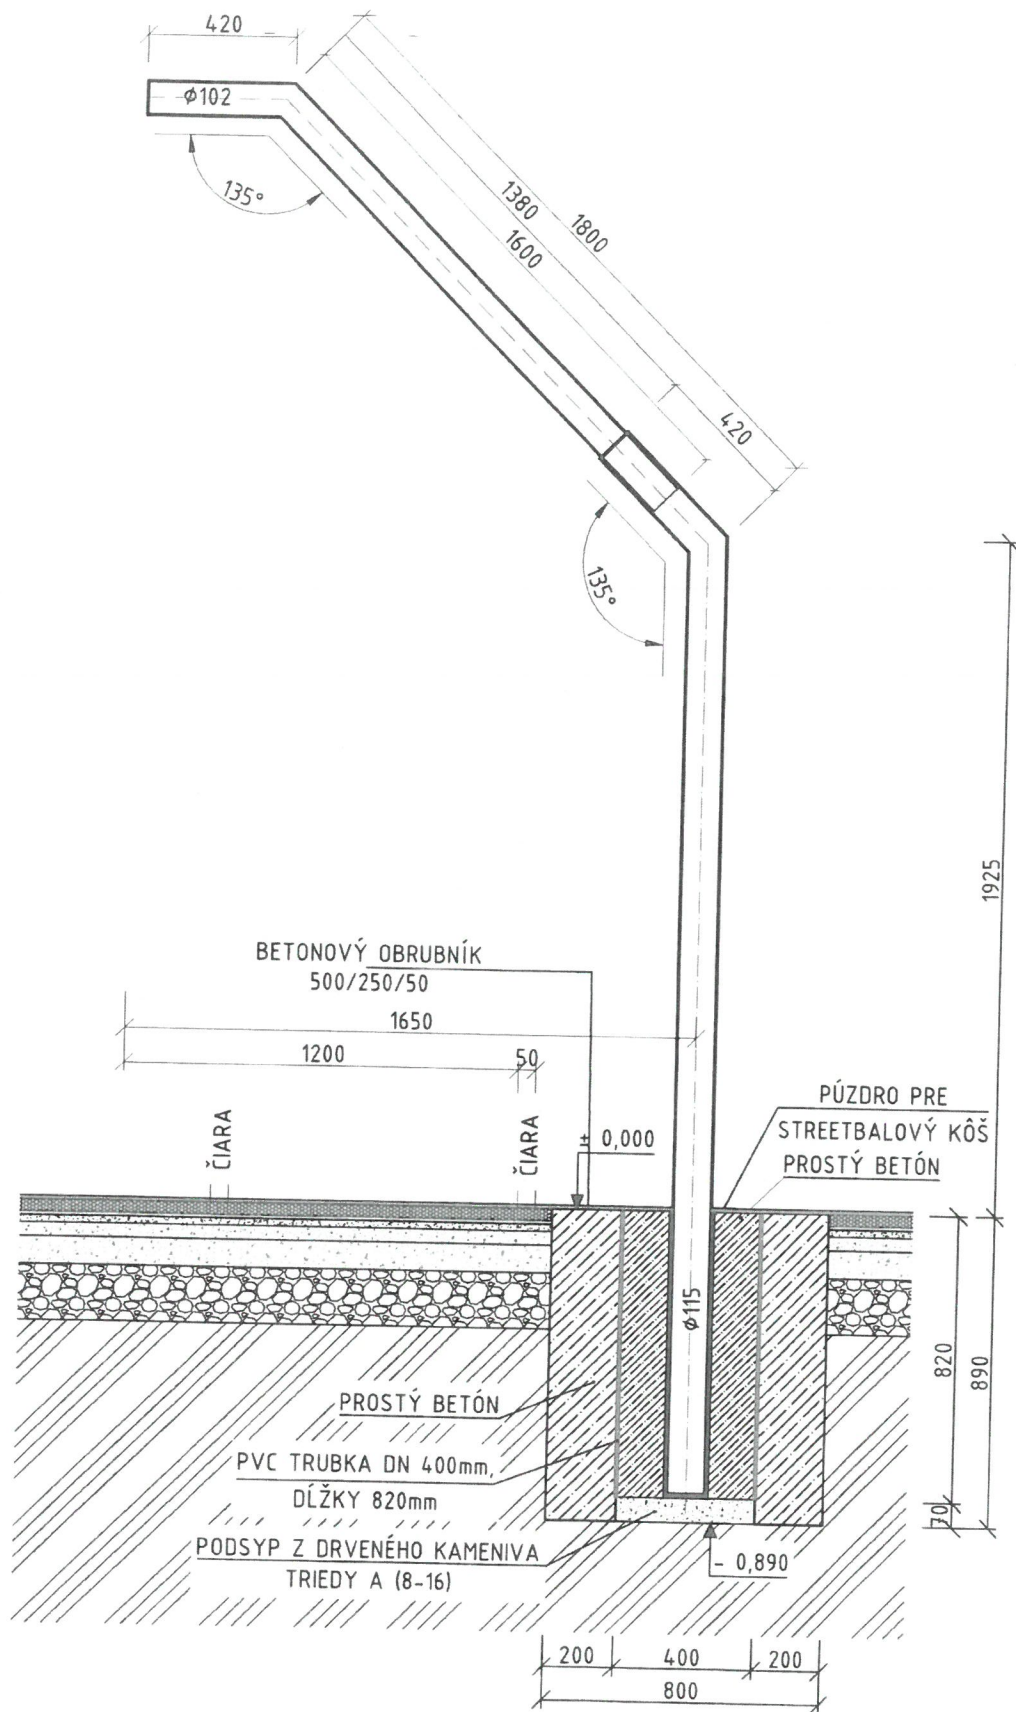 420
Ø102
135°
1380
1800
1600
420
135°
1925
BETONOVÝ OBRUBNÍK
500/250/50
1650
1200
50
ČIARA
ČIARA
± 0,000
PÚZDRO PRE
STREETBALOVÝ KÔŠ
PROSTÝ BETÓN
Ø115
820
890
PROSTÝ BETÓN
PVC TRUBKA DN 400mm,
DĹŽKY 820mm
70
PODSYP Z DRVENÉHO KAMENIVA
TRIEDY A (8-16)
- 0,890
200
400
200
800